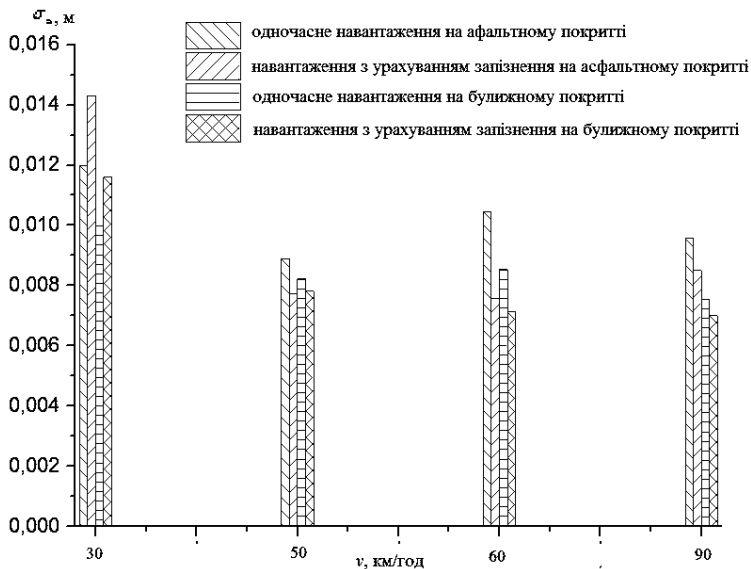 σₐ, м
одночасне навантаження на афальтному покритті
навантаження з урахуванням запізнення на асфальтному покритті
одночасне навантаження на булижному покритті
навантаження з урахуванням запізнення на булижному покритті
0,016
0,014
0,012
0,010
0,008
0,006
0,004
0,002
0,000
30 50 60 90
v, км/год